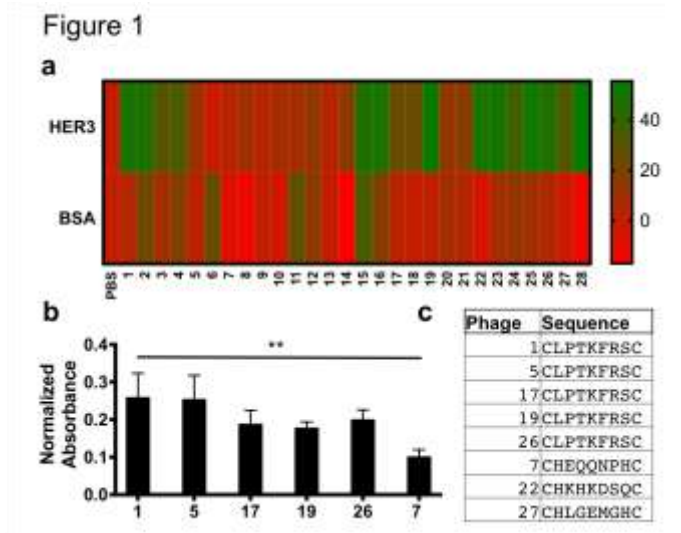 Figure 1
a
HER3
BSA
40
20
0
PBS 1 2 3 4 5 6 7 8 9 10 11 12 13 14 15 16 17 18 19 20 21 22 23 24 25 26 27 28
b
Normalized
Absorbance
0.4
0.3
0.2
0.1
0.0
**
1 5 17 19 26 7
c
Phage Sequence
1 CLPTKFRSC
5 CLPTKFRSC
17 CLPTKFRSC
19 CLPTKFRSC
26 CLPTKFRSC
7 CHEQQNPHC
22 CHKHKDSQC
27 CHLGEMGHC